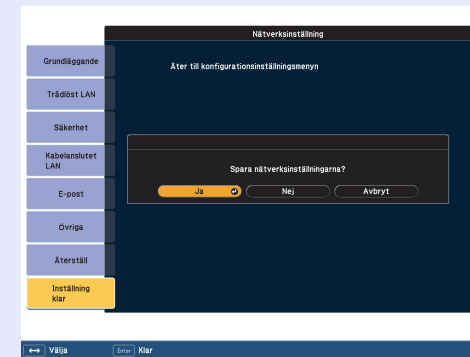 Nätverksinställning
Grundläggande
Trådlöst LAN
Säkerhet
Kabelanslutet
LAN
E-post
Övriga
Återställ
Inställning
klar
Åter till konfigurationsinställningsmenyn
Spara nätverksinställningarna?
Ja Nej Avbryt
Välja Enter Klar